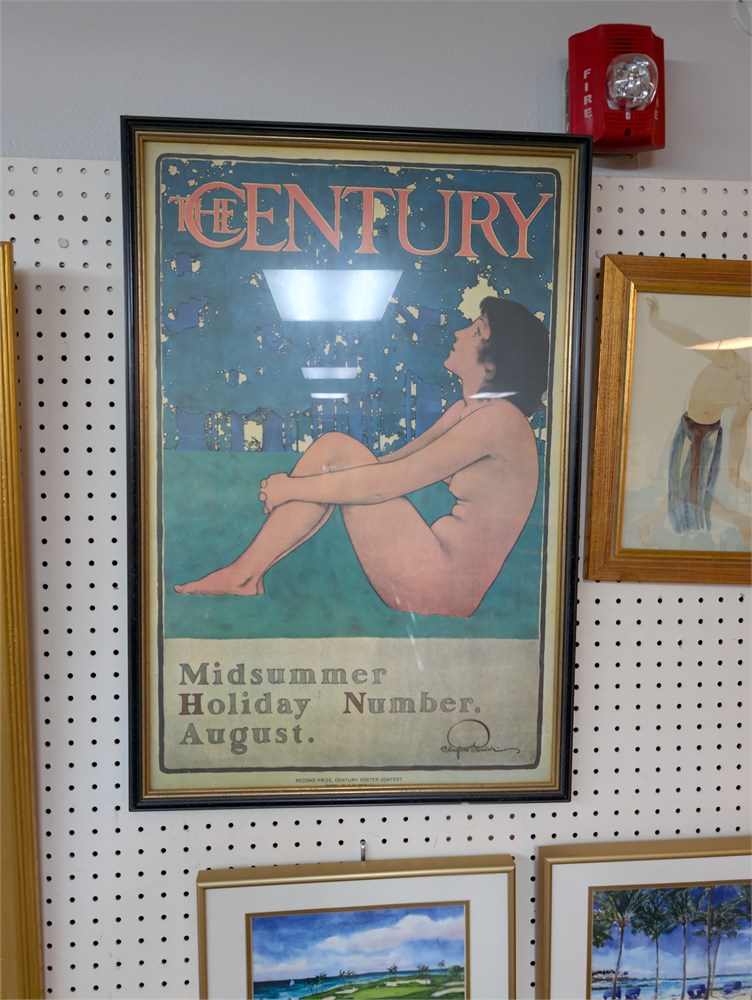 FIRE
THE CENTURY
Midsummer
Holiday Number.
August.
SECOND PRIZE, CENTURY POSTER CONTEST.